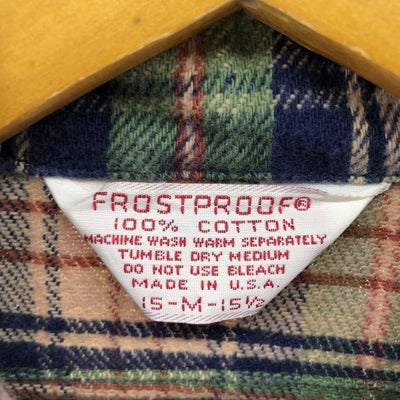 FROSTPROOF®
100% COTTON
MACHINE WASH WARM SEPARATELY
TUMBLE DRY MEDIUM
DO NOT USE BLEACH
MADE IN U.S.A.
15-M-15½